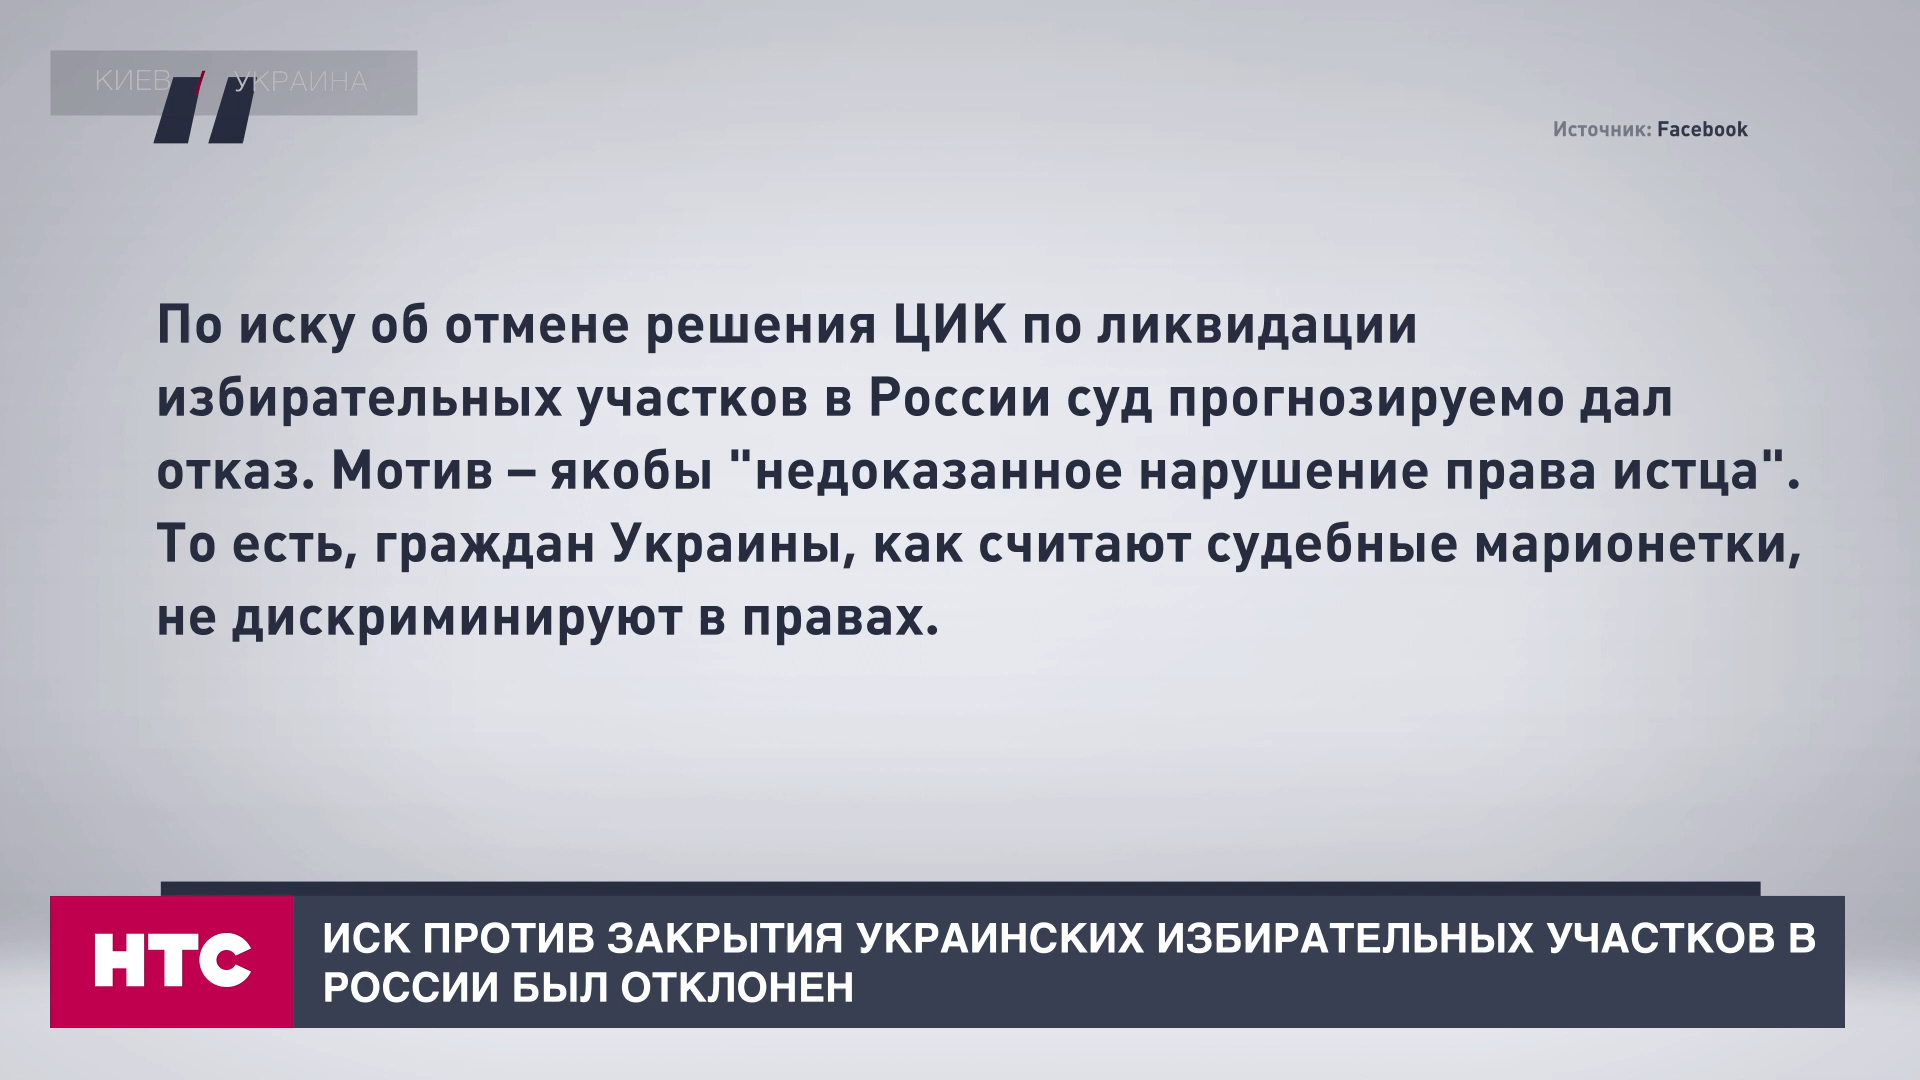 КИЕВ / УКРАИНА
Источник: Facebook
По иску об отмене решения ЦИК по ликвидации
избирательных участков в России суд прогнозируемо дал
отказ. Мотив – якобы "недоказанное нарушение права истца".
То есть, граждан Украины, как считают судебные марионетки,
не дискриминируют в правах.
НТС
ИСК ПРОТИВ ЗАКРЫТИЯ УКРАИНСКИХ ИЗБИРАТЕЛЬНЫХ УЧАСТКОВ В
РОССИИ БЫЛ ОТКЛОНЕН